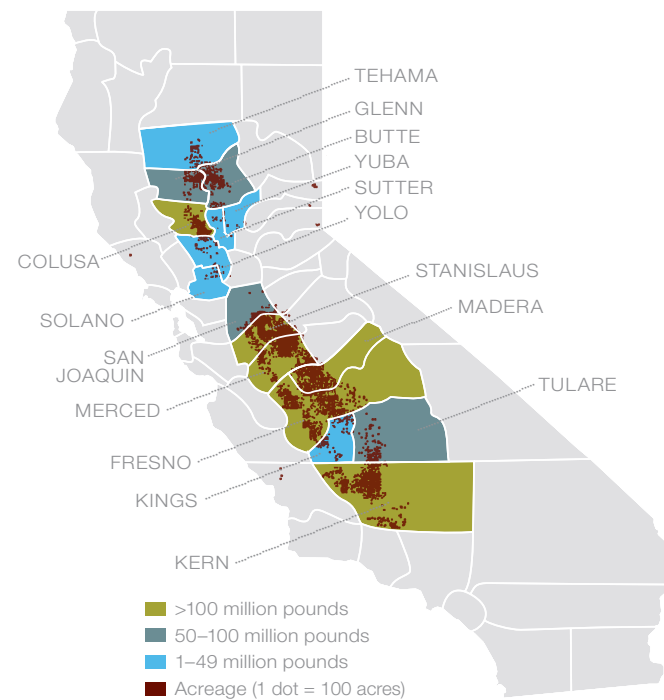 TEHAMA
GLENN
BUTTE
YUBA
SUTTER
YOLO
COLUSA
STANISLAUS
MADERA
SOLANO
SAN
JOAQUIN
TULARE
MERCED
FRESNO
KINGS
KERN
>100 million pounds
50–100 million pounds
1–49 million pounds
Acreage (1 dot = 100 acres)